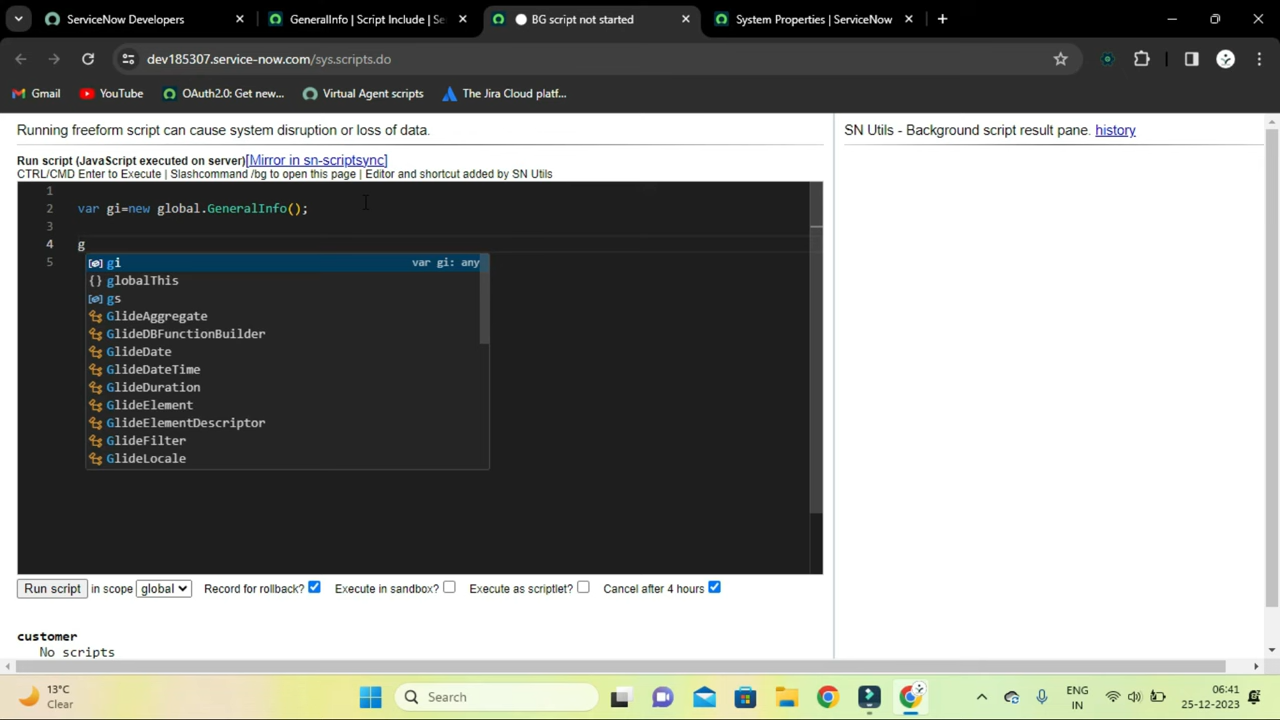 ServiceNow Developers
GeneralInfo | Script Include | Se
BG script not started
System Properties | ServiceNow
dev185307.service-now.com/sys.scripts.do
Gmail
YouTube
OAuth2.0: Get new...
Virtual Agent scripts
The Jira Cloud platf...
Running freeform script can cause system disruption or loss of data.
Run script (JavaScript executed on server)[Mirror in sn-scriptsync]
CTRL/CMD Enter to Execute | Slashcommand /bg to open this page | Editor and shortcut added by SN Utils
1
2 var gi=new global.GeneralInfo();
3
4 g
5
gi var gi: any
globalThis
gs
GlideAggregate
GlideDBFunctionBuilder
GlideDate
GlideDateTime
GlideDuration
GlideElement
GlideElementDescriptor
GlideFilter
GlideLocale
Run script in scope global Record for rollback? Execute in sandbox? Execute as scriptlet? Cancel after 4 hours
customer
No scripts
SN Utils - Background script result pane. history
13°C
Clear
Search
ENG
IN
06:41
25-12-2023